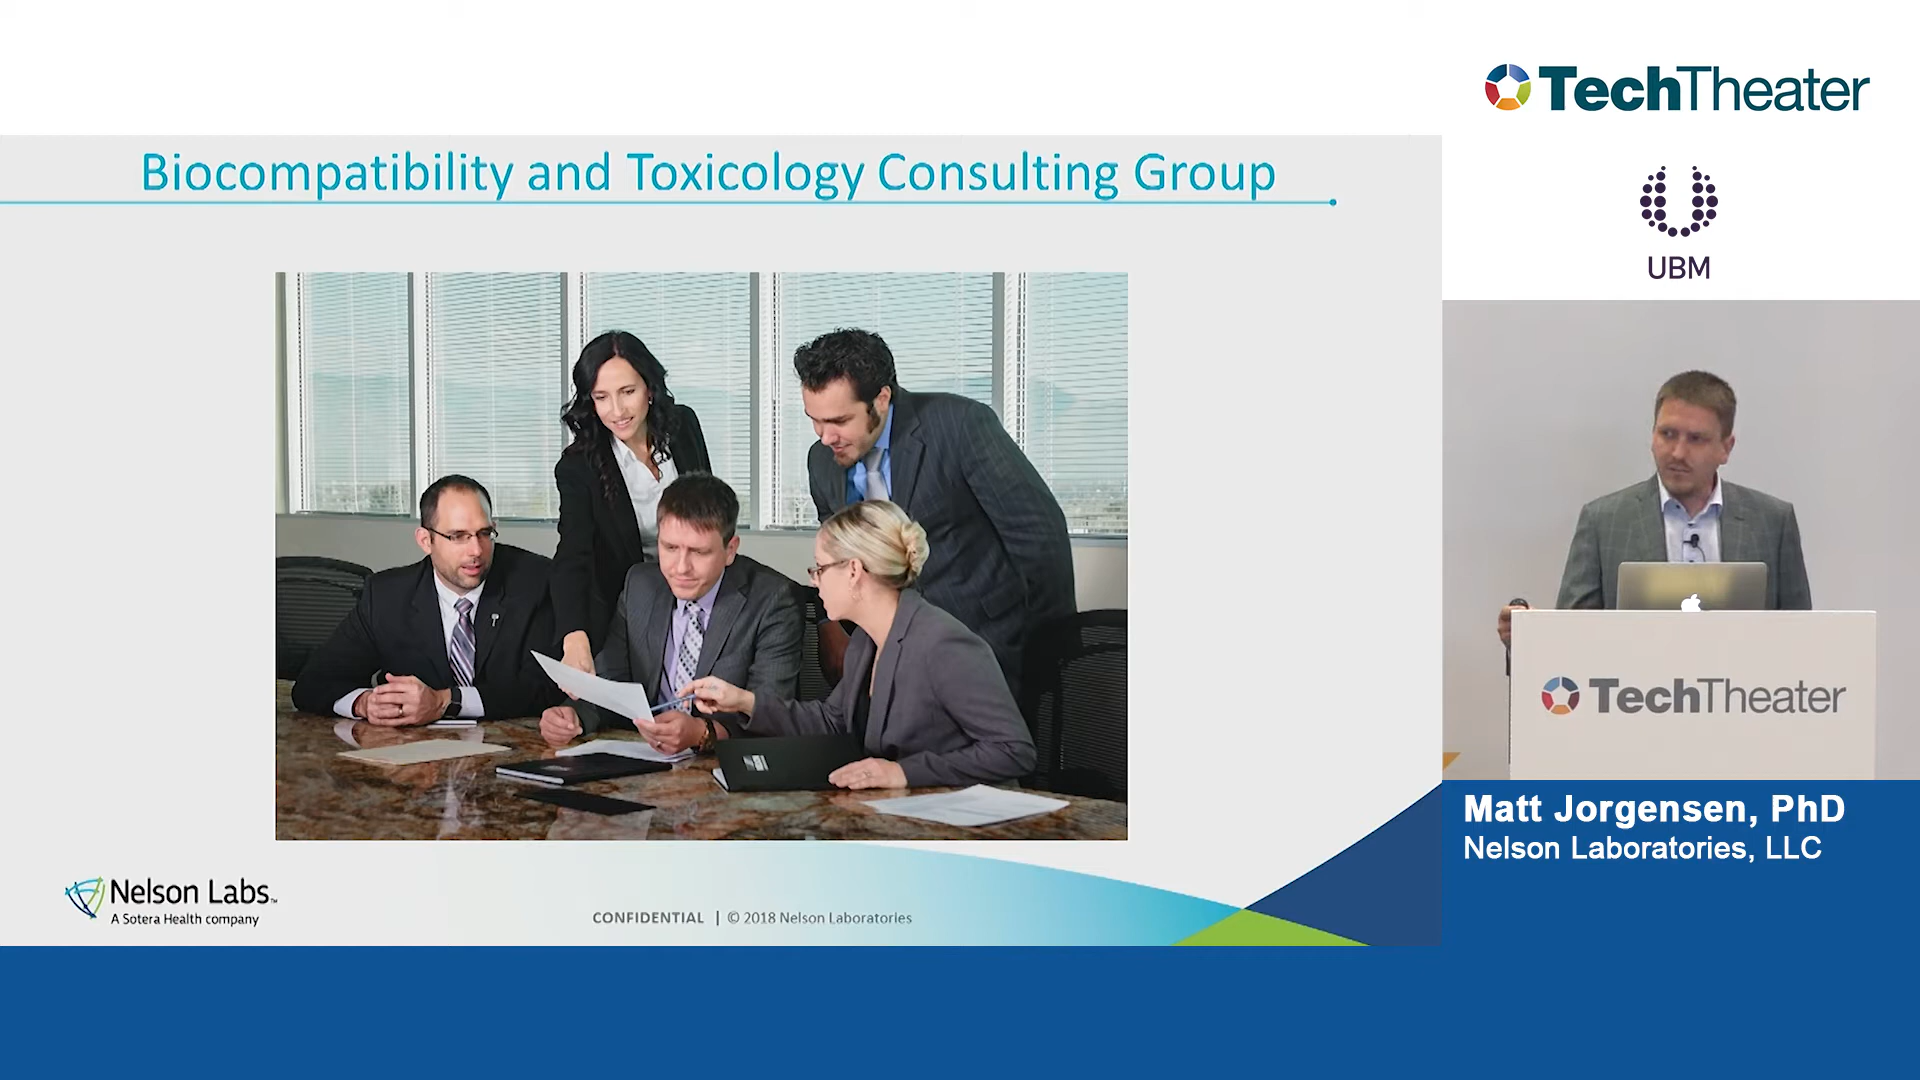 TechTheater
UBM
Biocompatibility and Toxicology Consulting Group
TechTheater
Matt Jorgensen, PhD
Nelson Laboratories, LLC
Nelson Labs™
A Sotera Health company
CONFIDENTIAL | © 2018 Nelson Laboratories